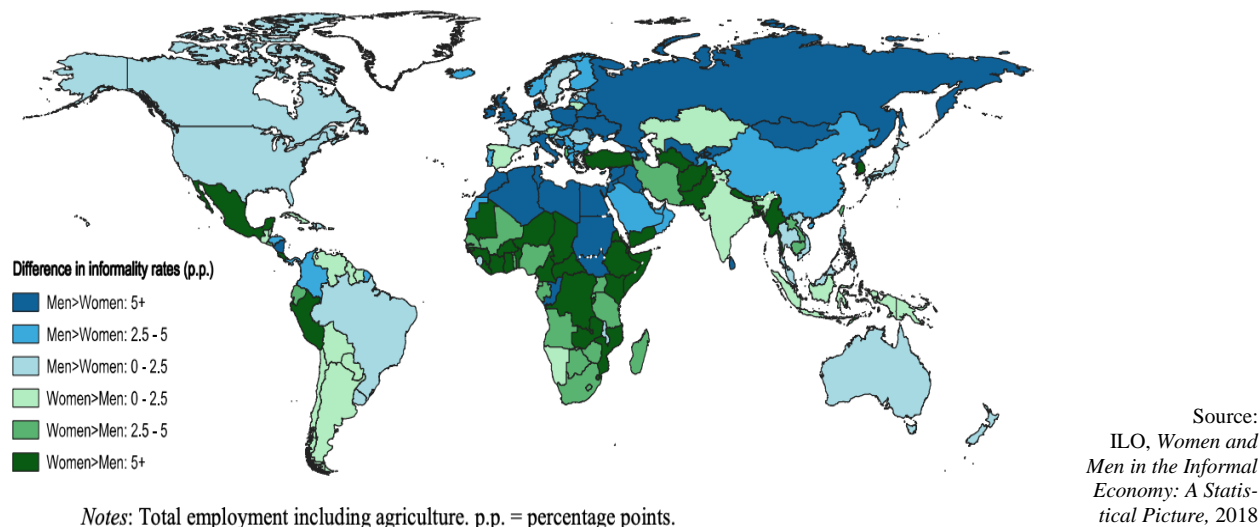 Difference in informality rates (p.p.)
Men>Women: 5+
Men>Women: 2.5 - 5
Men>Women: 0 - 2.5
Women>Men: 0 - 2.5
Women>Men: 2.5 - 5
Women>Men: 5+
Source:
ILO, Women and
Men in the Informal
Economy: A Statis-
tical Picture, 2018
Notes: Total employment including agriculture. p.p. = percentage points.